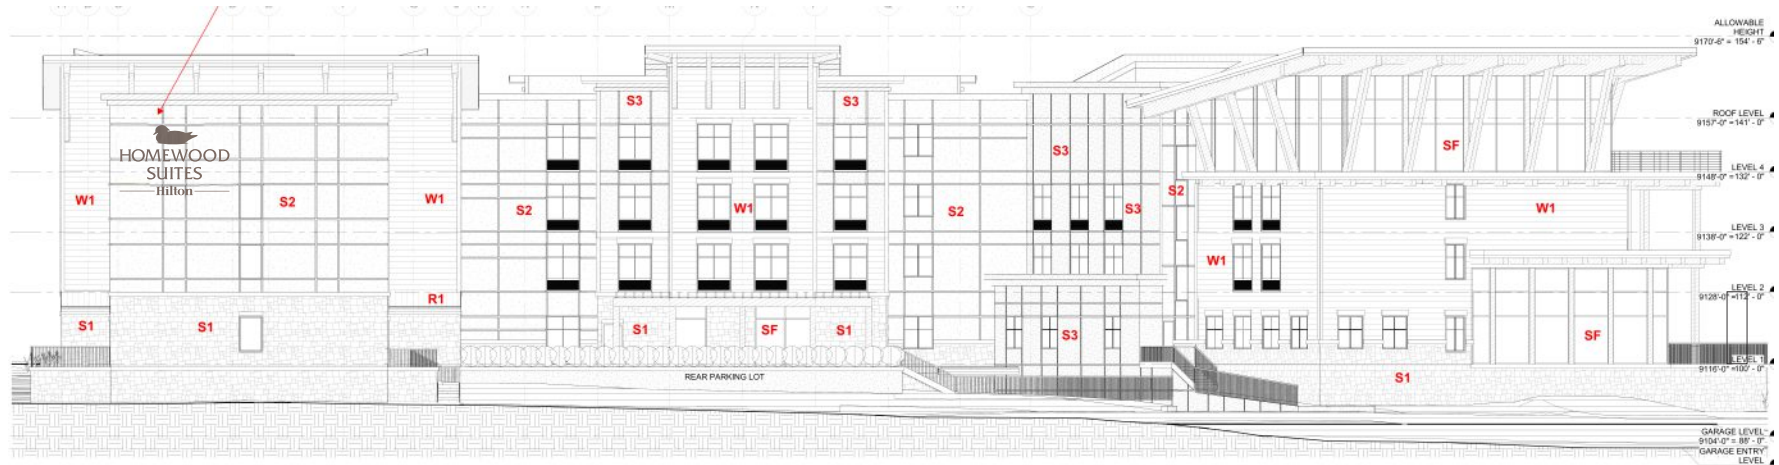 ALLOWABLE
HEIGHT
9170'-6" = 154' - 6"
S3
S3
ROOF LEVEL
9157'-0" =141' - 0"
HOMEWOOD
SUITES
Hilton
S3
SF
LEVEL 4
9148'-0" = 132' - 0"
W1
S2
W1
S2
W1
S2
S3
S2
W1
LEVEL 3
9138'-0" =122' - 0"
W1
R1
LEVEL 2
9128'-0" =112' - 0"
S1
S1
S1
SF
S1
S3
SF
LEVEL 1
9116'-0" =100' - 0"
REAR PARKING LOT
S1
GARAGE LEVEL
9104'-0" = 88' - 0"
GARAGE ENTRY
LEVEL